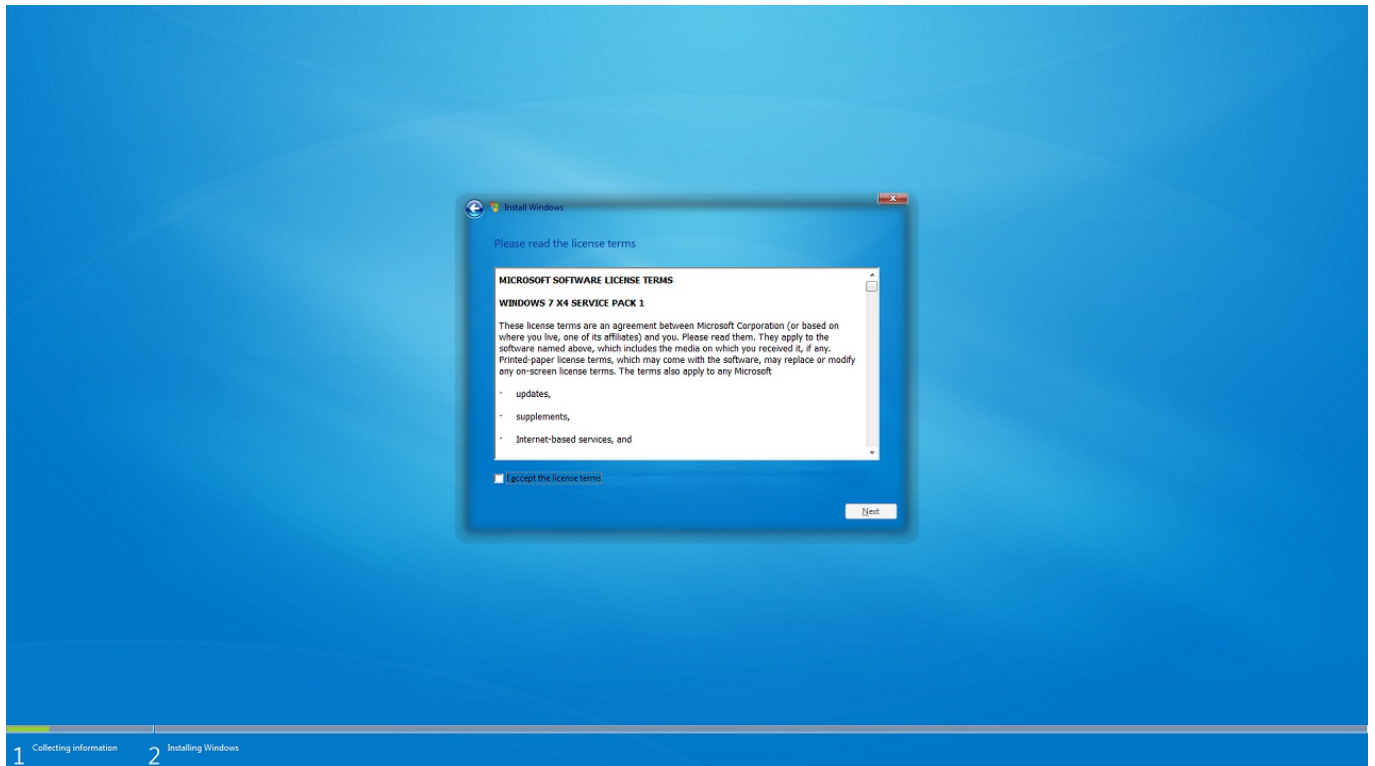 Install Windows
Please read the license terms
MICROSOFT SOFTWARE LICENSE TERMS
WINDOWS 7 X4 SERVICE PACK 1
These license terms are an agreement between Microsoft Corporation (or based on
where you live, one of its affiliates) and you. Please read them. They apply to the
software named above, which includes the media on which you received it, if any.
Printed-paper license terms, which may come with the software, may replace or modify
any on-screen license terms. The terms also apply to any Microsoft
· updates,
· supplements,
· Internet-based services, and
I accept the license terms
Next
1 Collecting information 2 Installing Windows